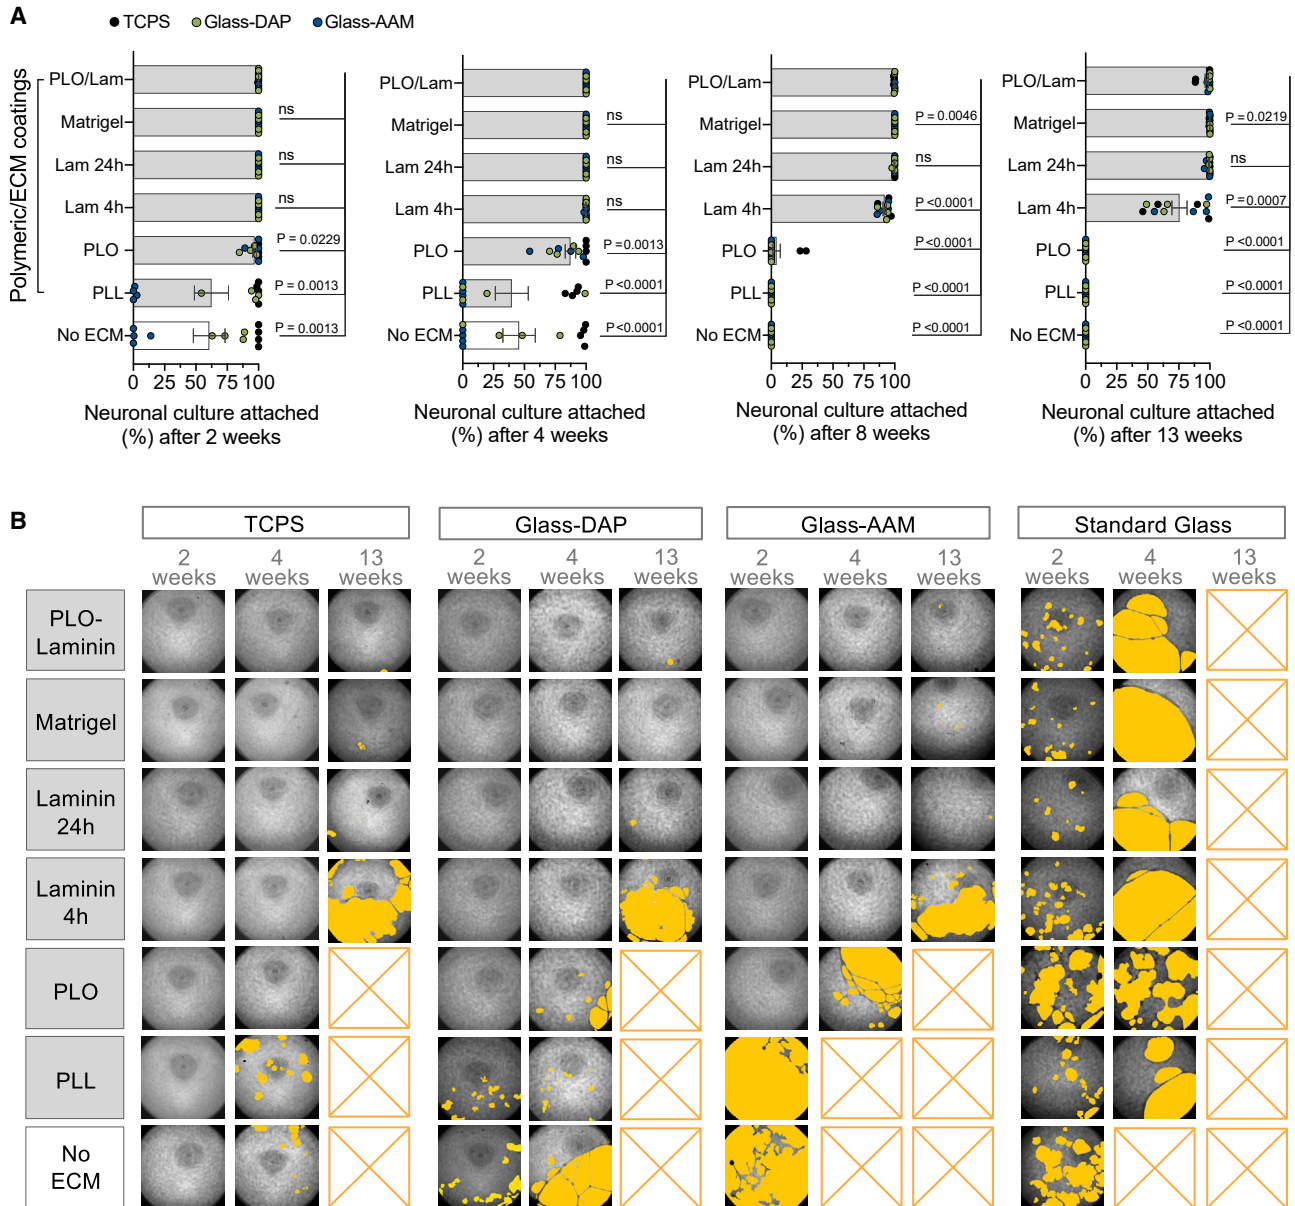 A
TCPS Glass-DAP Glass-AAM
Polymeric/ECM coatings
PLO/Lam
Matrigel
Lam 24h
Lam 4h
PLO
PLL
No ECM
ns
ns
ns
P = 0.0229
P = 0.0013
P = 0.0013
0 25 50 75 100
Neuronal culture attached
(%) after 2 weeks
PLO/Lam
Matrigel
Lam 24h
Lam 4h
PLO
PLL
No ECM
ns
ns
ns
P =0.0013
P <0.0001
P <0.0001
0 25 50 75 100
Neuronal culture attached
(%) after 4 weeks
PLO/Lam
Matrigel
Lam 24h
Lam 4h
PLO
PLL
No ECM
P = 0.0046
ns
P <0.0001
P <0.0001
P <0.0001
P <0.0001
0 25 50 75 100
Neuronal culture attached
(%) after 8 weeks
PLO/Lam
Matrigel
Lam 24h
Lam 4h
PLO
PLL
No ECM
P =0.0219
ns
P =0.0007
P <0.0001
P <0.0001
P <0.0001
0 25 50 75 100
Neuronal culture attached
(%) after 13 weeks
B
TCPS Glass-DAP Glass-AAM Standard Glass
2 4 13 2 4 13 2 4 13 2 4 13
weeks weeks weeks weeks weeks weeks weeks weeks weeks weeks weeks weeks
PLO-
Laminin
Matrigel
Laminin
24h
Laminin
4h
PLO
PLL
No
ECM